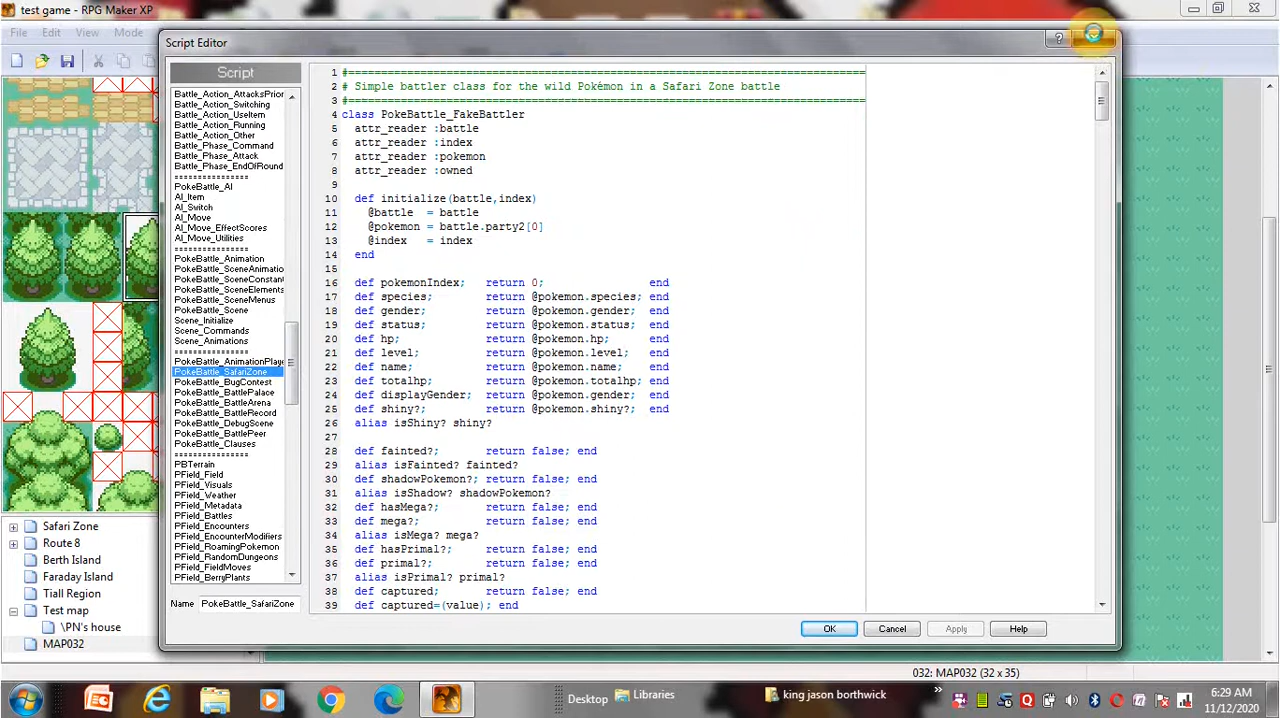 test game - RPG Maker XP
File Edit View Mode
Script Editor
Script
Battle_Action_AttacksPrior
Battle_Action_Switching
Battle_Action_UseItem
Battle_Action_Running
Battle_Action_Other
Battle_Phase_Command
Battle_Phase_Attack
Battle_Phase_EndOfRound
================
PokeBattle_AI
AI_Item
AI_Switch
AI_Move
AI_Move_EffectScores
AI_Move_Utilities
================
PokeBattle_Animation
PokeBattle_SceneAnimation
PokeBattle_SceneConstan
PokeBattle_SceneElements
PokeBattle_SceneMenus
PokeBattle_Scene
Scene_Initialize
Scene_Commands
Scene_Animations
================
PokeBattle_AnimationPlaye
PokeBattle_SafariZone
PokeBattle_BugContest
PokeBattle_BattlePalace
PokeBattle_BattleArena
PokeBattle_BattleRecord
PokeBattle_DebugScene
PokeBattle_BattlePeer
PokeBattle_Clauses
================
PBTerrain
PField_Field
PField_Visuals
PField_Weather
PField_Metadata
PField_Battles
PField_Encounters
PField_EncounterModifiers
PField_RoamingPokemon
PField_RandomDungeons
PField_FieldMoves
PField_BerryPlants
Name PokeBattle_SafariZone
1 #===============================================================================
2 # Simple battler class for the wild Pokémon in a Safari Zone battle
3 #===============================================================================
4 class PokeBattle_FakeBattler
5 attr_reader :battle
6 attr_reader :index
7 attr_reader :pokemon
8 attr_reader :owned
9
10 def initialize(battle,index)
11 @battle = battle
12 @pokemon = battle.party2[0]
13 @index = index
14 end
15
16 def pokemonIndex; return 0; end
17 def species; return @pokemon.species; end
18 def gender; return @pokemon.gender; end
19 def status; return @pokemon.status; end
20 def hp; return @pokemon.hp; end
21 def level; return @pokemon.level; end
22 def name; return @pokemon.name; end
23 def totalhp; return @pokemon.totalhp; end
24 def displayGender; return @pokemon.gender; end
25 def shiny?; return @pokemon.shiny?; end
26 alias isShiny? shiny?
27
28 def fainted?; return false; end
29 alias isFainted? fainted?
30 def shadowPokemon?; return false; end
31 alias isShadow? shadowPokemon?
32 def hasMega?; return false; end
33 def mega?; return false; end
34 alias isMega? mega?
35 def hasPrimal?; return false; end
36 def primal?; return false; end
37 alias isPrimal? primal?
38 def captured; return false; end
39 def captured=(value); end
OK Cancel Apply Help
Safari Zone
Route 8
Berth Island
Faraday Island
Tiall Region
Test map
\PN's house
MAP032
032: MAP032 (32 x 35)
Desktop Libraries king jason borthwick »
6:29 AM
11/12/2020